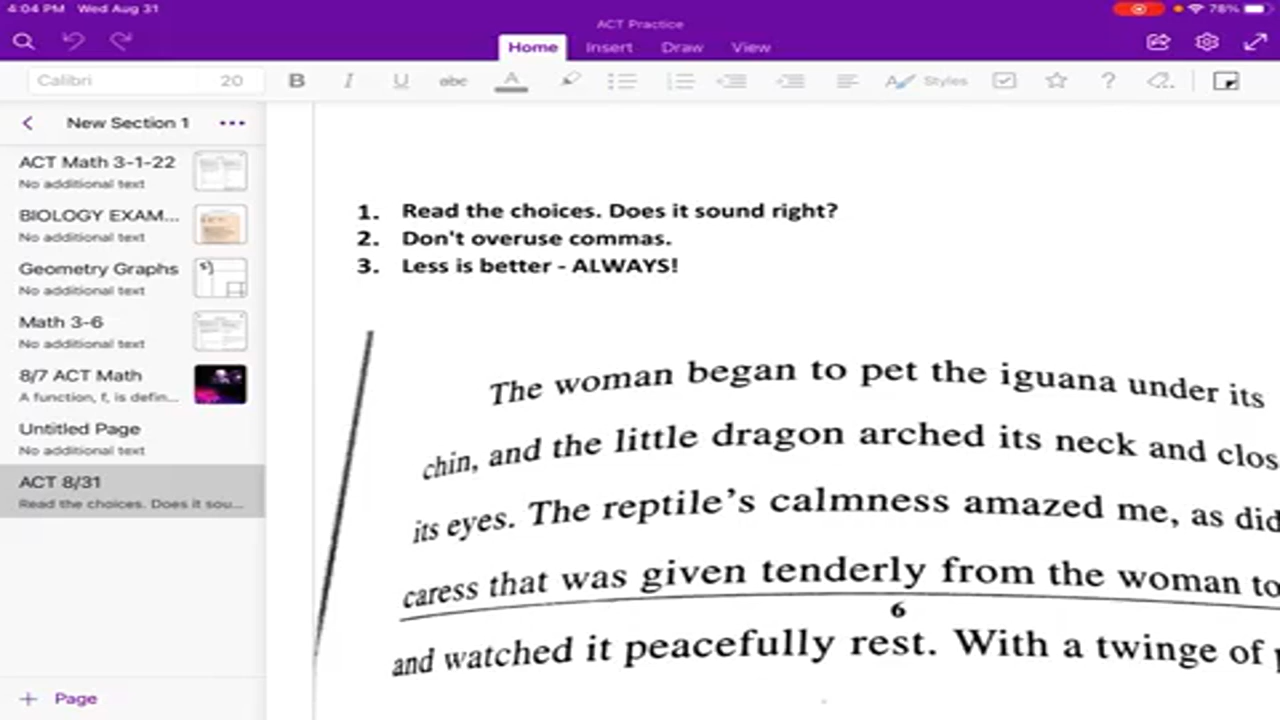 4:04 PM Wed Aug 31
78%
ACT Practice
Home Insert Draw View
Calibri 20 B I U abc A Styles ?
New Section 1
ACT Math 3-1-22
No additional text
BIOLOGY EXAM...
No additional text
Geometry Graphs
No additional text
Math 3-6
No additional text
8/7 ACT Math
A function, f, is defin...
Untitled Page
No additional text
ACT 8/31
Read the choices. Does it sou...
+ Page
1. Read the choices. Does it sound right?
2. Don't overuse commas.
3. Less is better - ALWAYS!
The woman began to pet the iguana under its
chin, and the little dragon arched its neck and clos
its eyes. The reptile's calmness amazed me, as did
caress that was given tenderly from the woman to
6
and watched it peacefully rest. With a twinge of